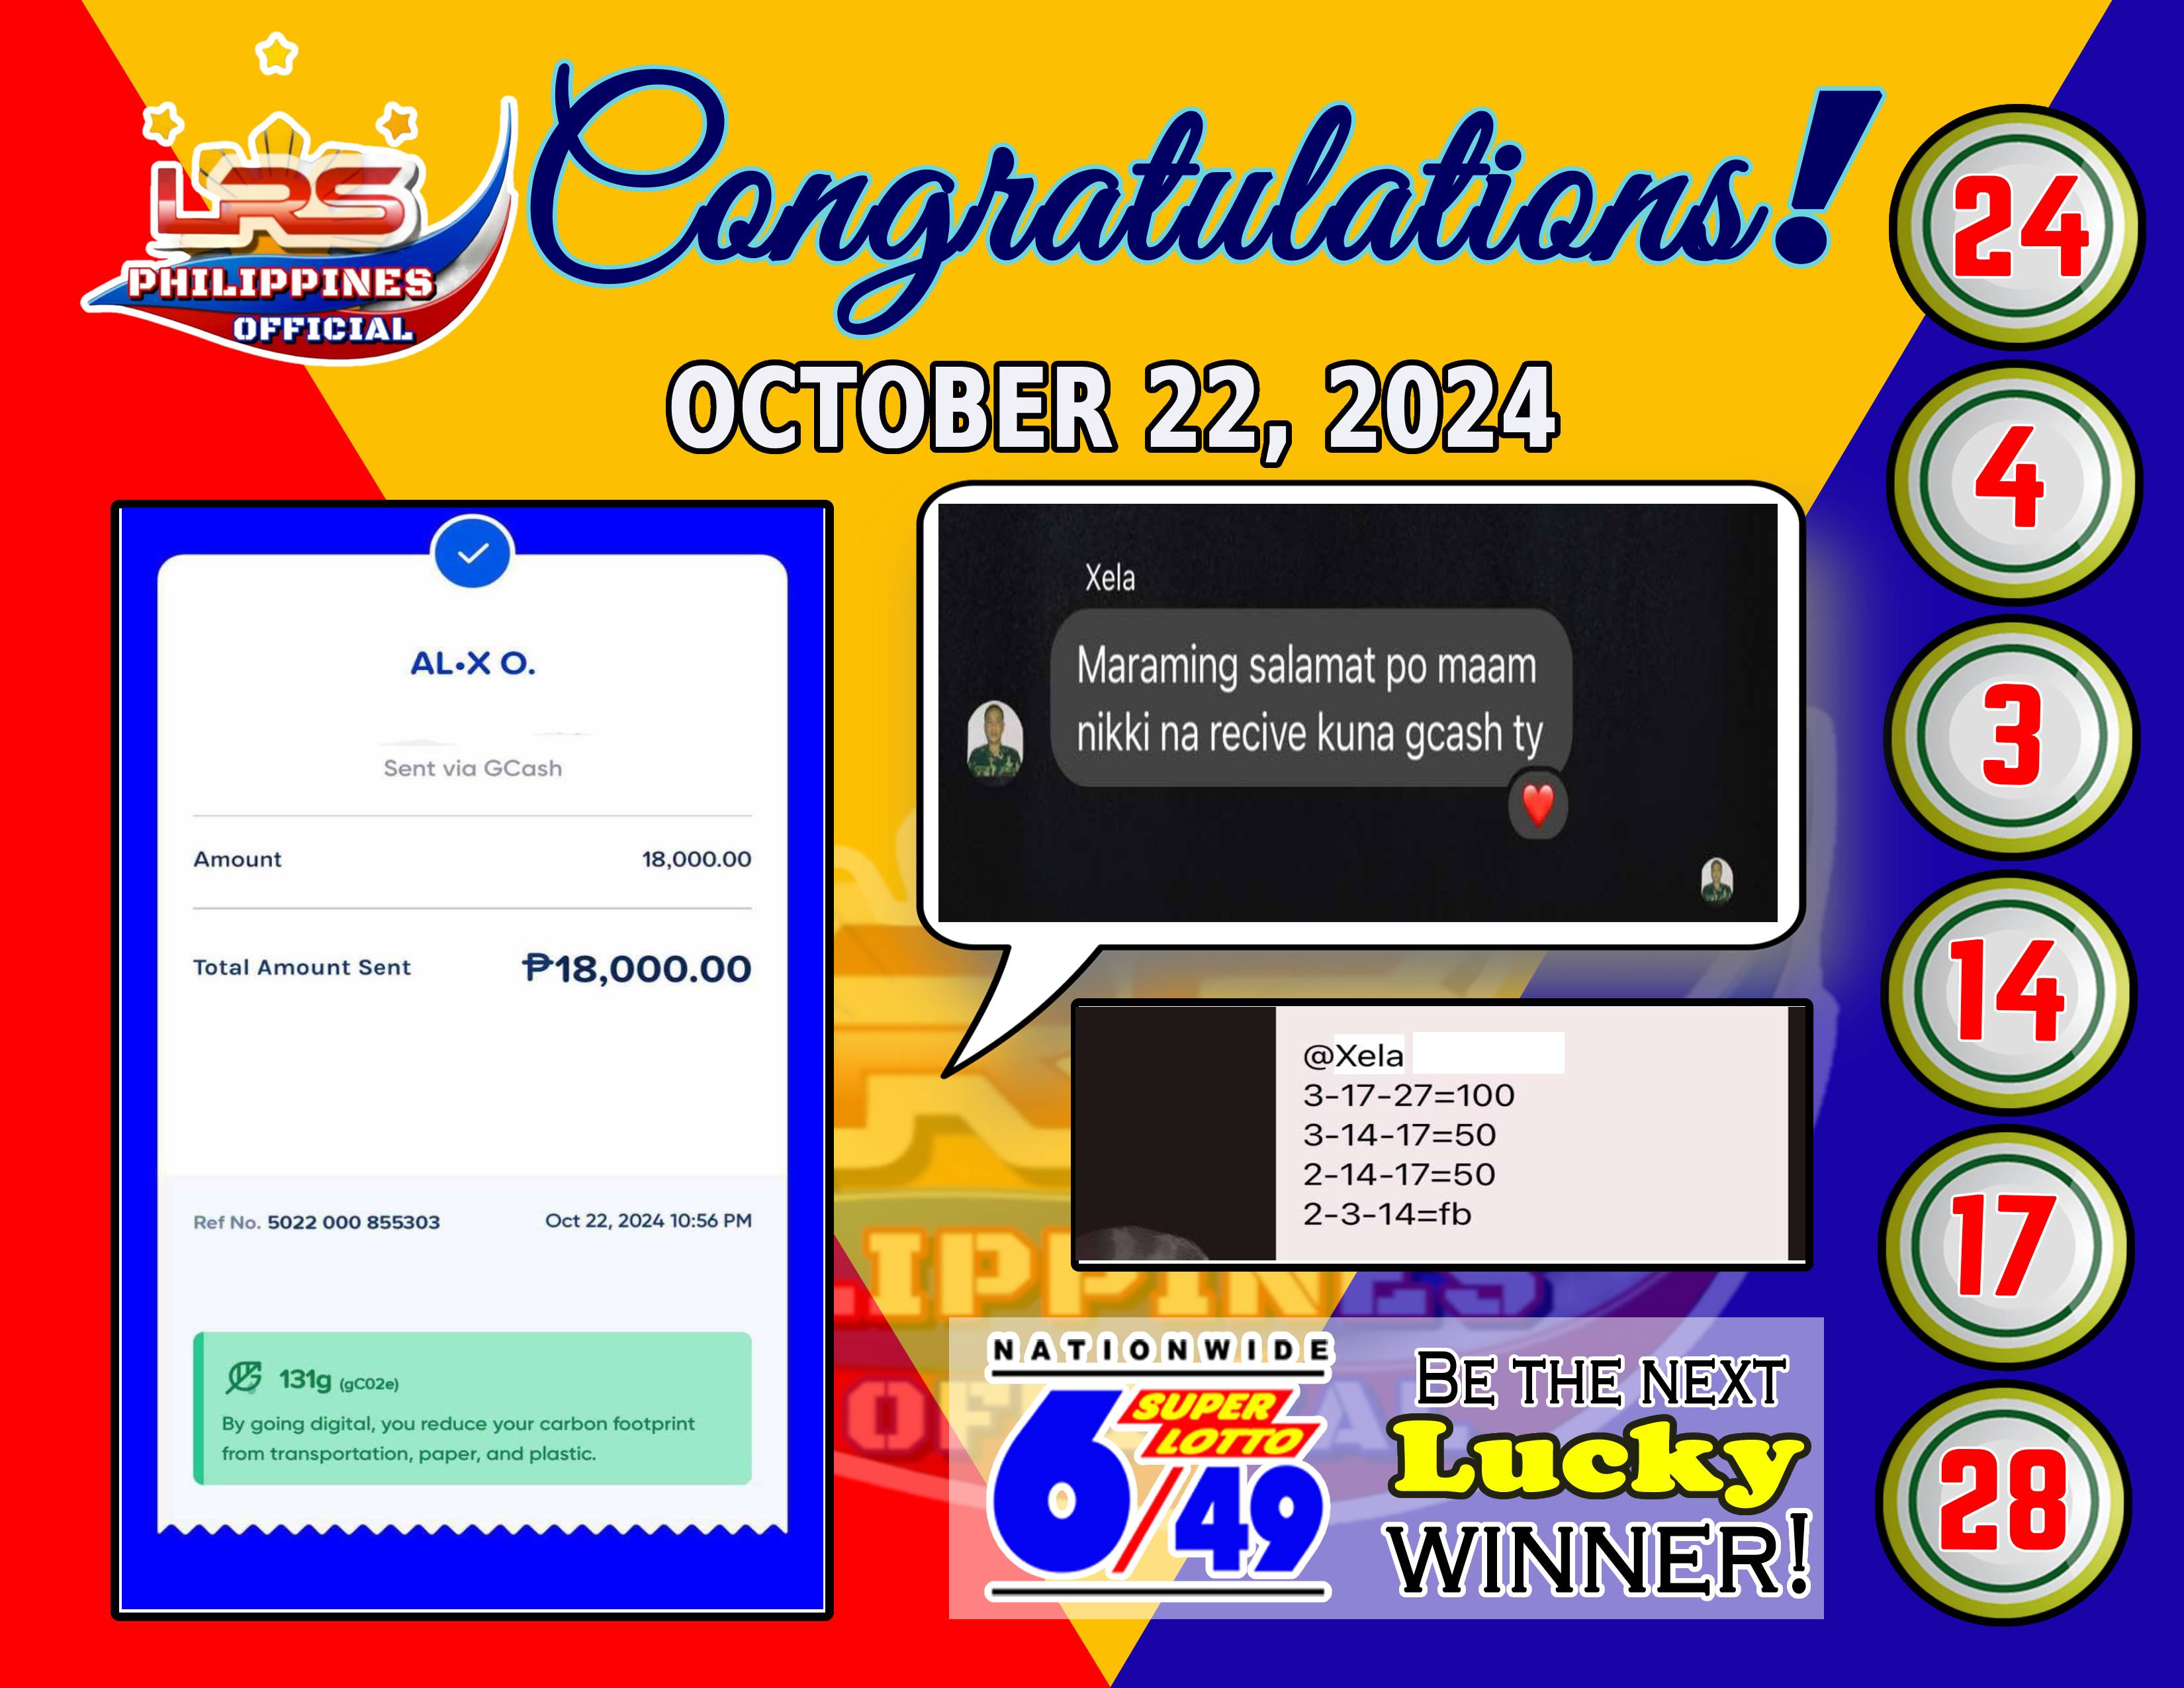 LRS
PHILIPPINES
OFFICIAL
Congratulations!
OCTOBER 22, 2024
AL•X O.
Sent via GCash
Amount 18,000.00
Total Amount Sent ₱18,000.00
Ref No. 5022 000 855303 Oct 22, 2024 10:56 PM
131g (gCO2e)
By going digital, you reduce your carbon footprint
from transportation, paper, and plastic.
Xela
Maraming salamat po maam
nikki na recive kuna gcash ty
@Xela
3-17-27=100
3-14-17=50
2-14-17=50
2-3-14=fb
NATIONWIDE
SUPER
LOTTO
6/49
BE THE NEXT
Lucky
WINNER!
24
4
3
14
17
28